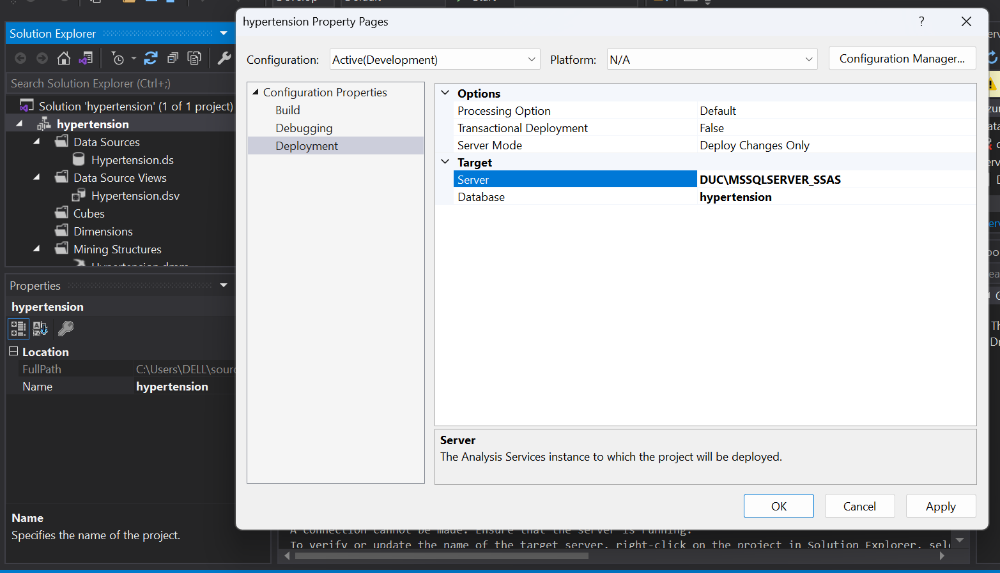 Solution Explorer
Search Solution Explorer (Ctrl+;)
Solution 'hypertension' (1 of 1 project)
hypertension
Data Sources
Hypertension.ds
Data Source Views
Hypertension.dsv
Cubes
Dimensions
Mining Structures
Properties
hypertension
Location
FullPath C:\Users\DELL\sourc
Name hypertension
Name
Specifies the name of the project.
hypertension Property Pages
?
Configuration: Active(Development) Platform: N/A Configuration Manager...
Configuration Properties
Build
Debugging
Deployment
Options
Processing Option Default
Transactional Deployment False
Server Mode Deploy Changes Only
Target
Server DUC\MSSQLSERVER_SSAS
Database hypertension
Server
The Analysis Services instance to which the project will be deployed.
OK Cancel Apply
A connection cannot be made. Ensure that the server is running.
To verify or update the name of the target server, right-click on the project in Solution Explorer, sel